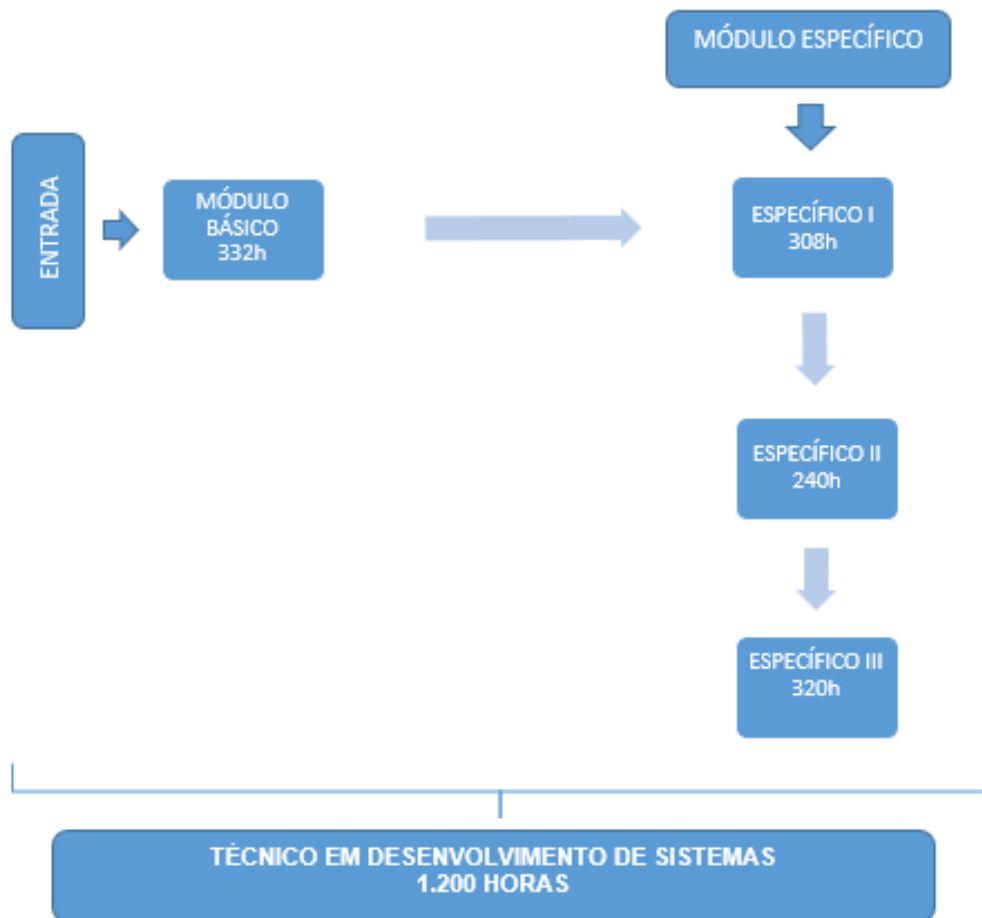 MÓDULO ESPECÍFICO
ENTRADA
MÓDULO
BÁSICO
332h
ESPECÍFICO I
308h
ESPECÍFICO II
240h
ESPECÍFICO III
320h
TÉCNICO EM DESENVOLVIMENTO DE SISTEMAS
1.200 HORAS